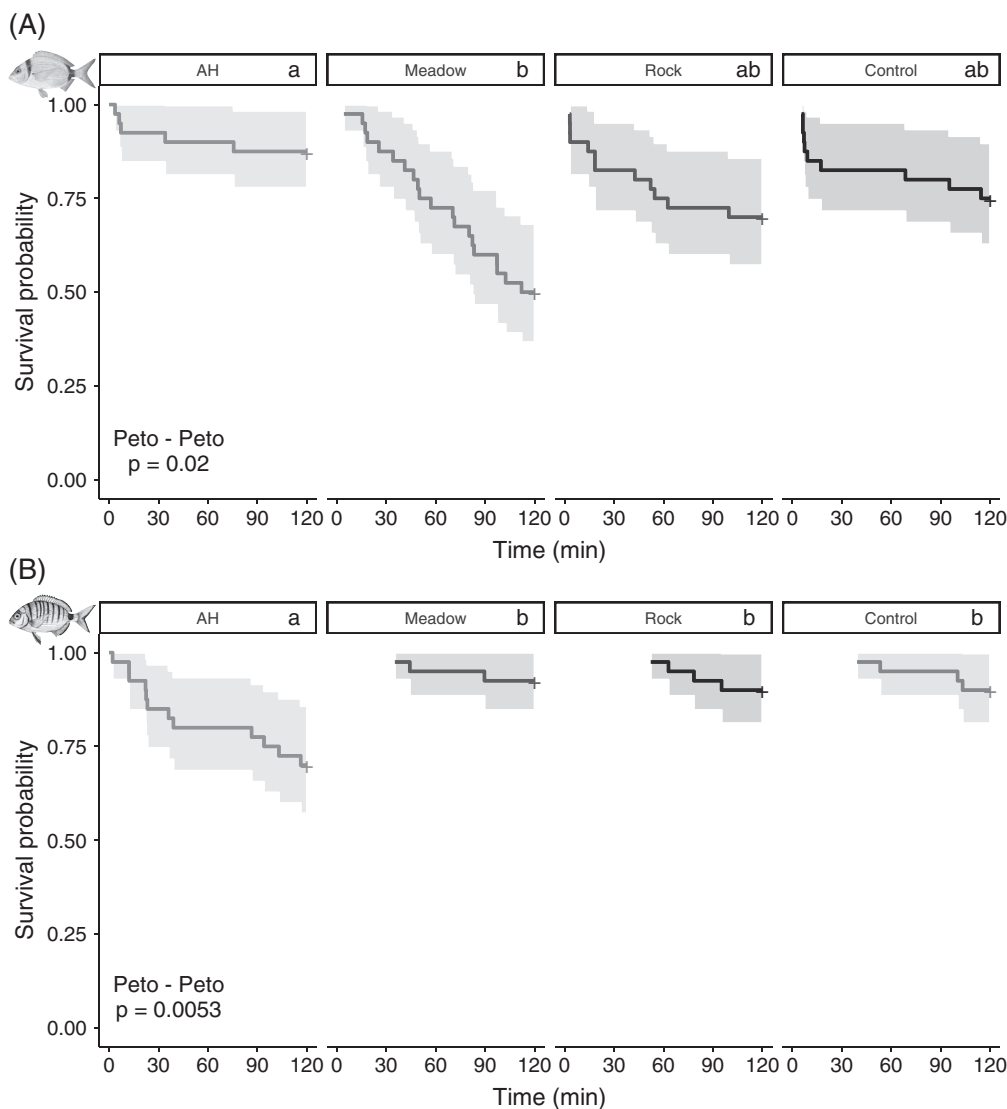 (A)
AH a Meadow b Rock ab Control ab
1.00
0.75
0.50
0.25
0.00
Survival probability
Peto - Peto
p = 0.02
0 30 60 90 120 0 30 60 90 120 0 30 60 90 120 0 30 60 90 120
Time (min)
(B)
AH a Meadow b Rock b Control b
1.00
0.75
0.50
0.25
0.00
Survival probability
Peto - Peto
p = 0.0053
0 30 60 90 120 0 30 60 90 120 0 30 60 90 120 0 30 60 90 120
Time (min)